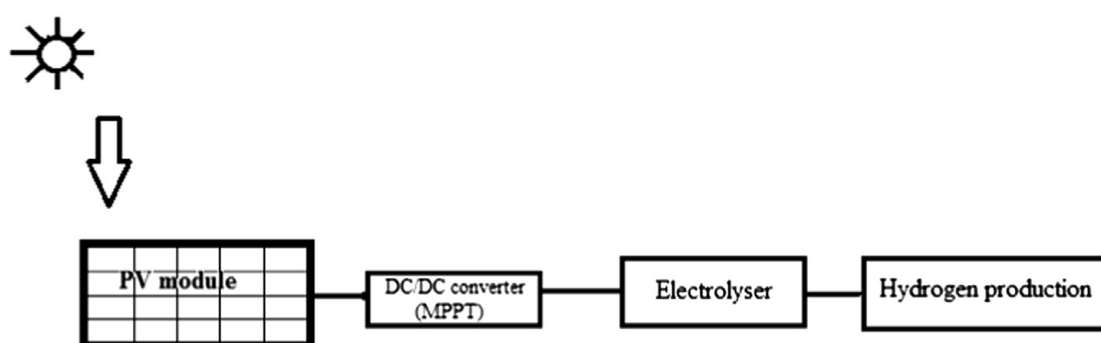 PV module
DC/DC converter
(MPPT)
Electrolyser
Hydrogen production